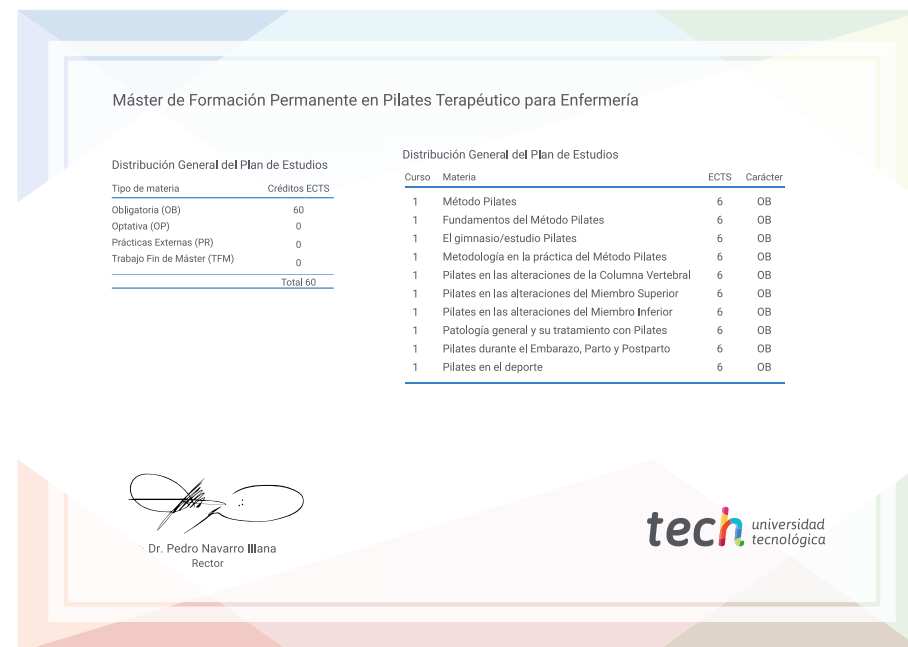 Máster de Formación Permanente en Pilates Terapéutico para Enfermería
Distribución General del Plan de Estudios
Tipo de materia Créditos ECTS
Obligatoria (OB) 60
Optativa (OP) 0
Prácticas Externas (PR) 0
Trabajo Fin de Máster (TFM) 0
Total 60
Distribución General del Plan de Estudios
Curso Materia ECTS Carácter
1 Método Pilates 6 OB
1 Fundamentos del Método Pilates 6 OB
1 El gimnasio/estudio Pilates 6 OB
1 Metodología en la práctica del Método Pilates 6 OB
1 Pilates en las alteraciones de la Columna Vertebral 6 OB
1 Pilates en las alteraciones del Miembro Superior 6 OB
1 Pilates en las alteraciones del Miembro Inferior 6 OB
1 Patología general y su tratamiento con Pilates 6 OB
1 Pilates durante el Embarazo, Parto y Postparto 6 OB
1 Pilates en el deporte 6 OB
Dr. Pedro Navarro Illana
Rector
tech universidad
tecnológica